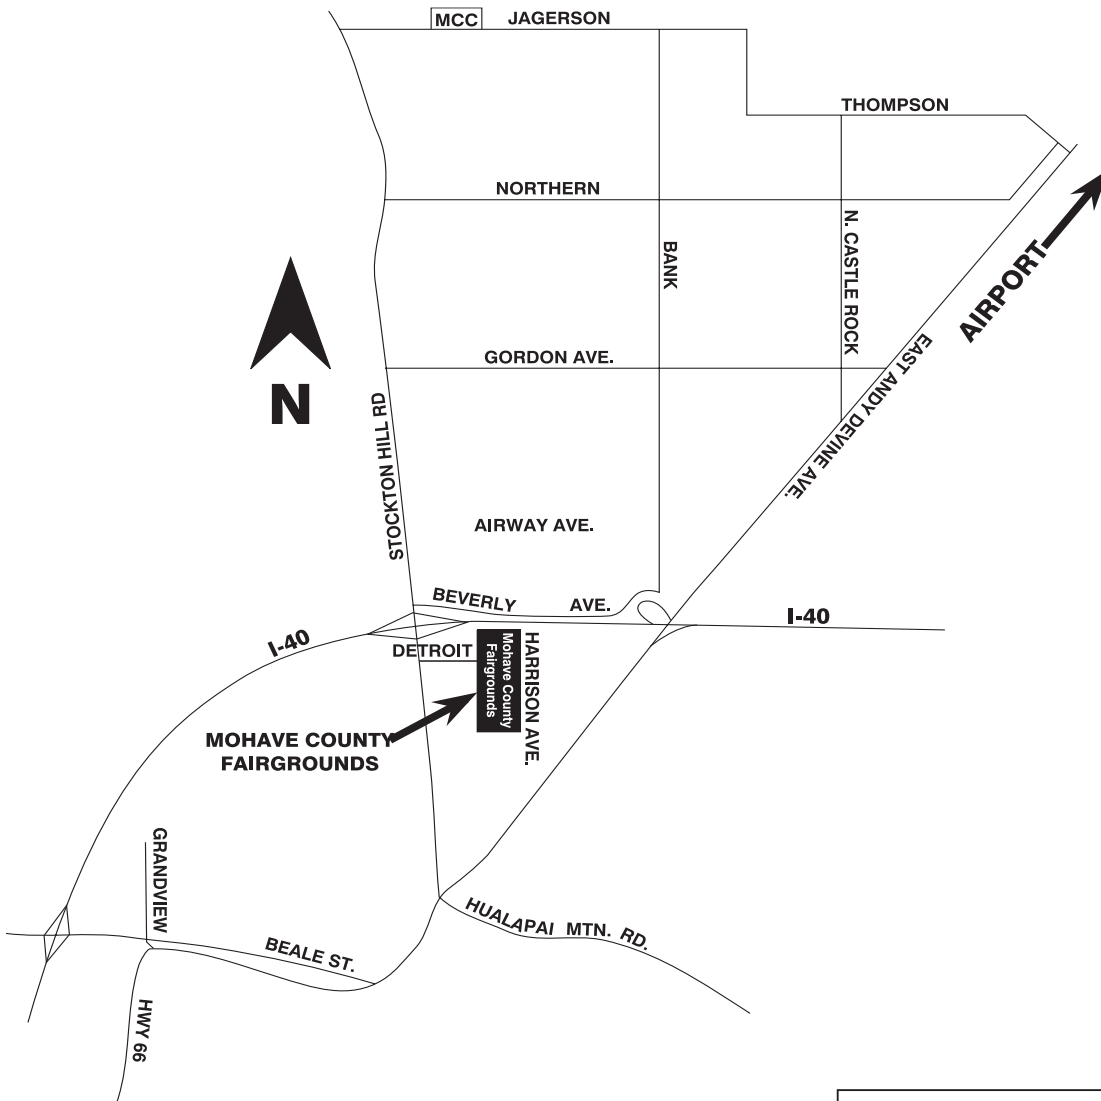 MCC
JAGERSON
THOMPSON
NORTHERN
BANK
N. CASTLE ROCK
AIRPORT
N
GORDON AVE.
EAST ANDY DEVINE AVE.
STOCKTON HILL RD
AIRWAY AVE.
BEVERLY AVE.
I-40
I-40
DETROIT
Mohave County
Fairgrounds
HARRISON AVE.
MOHAVE COUNTY
FAIRGROUNDS
GRANDVIEW
HUALAPAI MTN. RD.
BEALE ST.
HWY 66